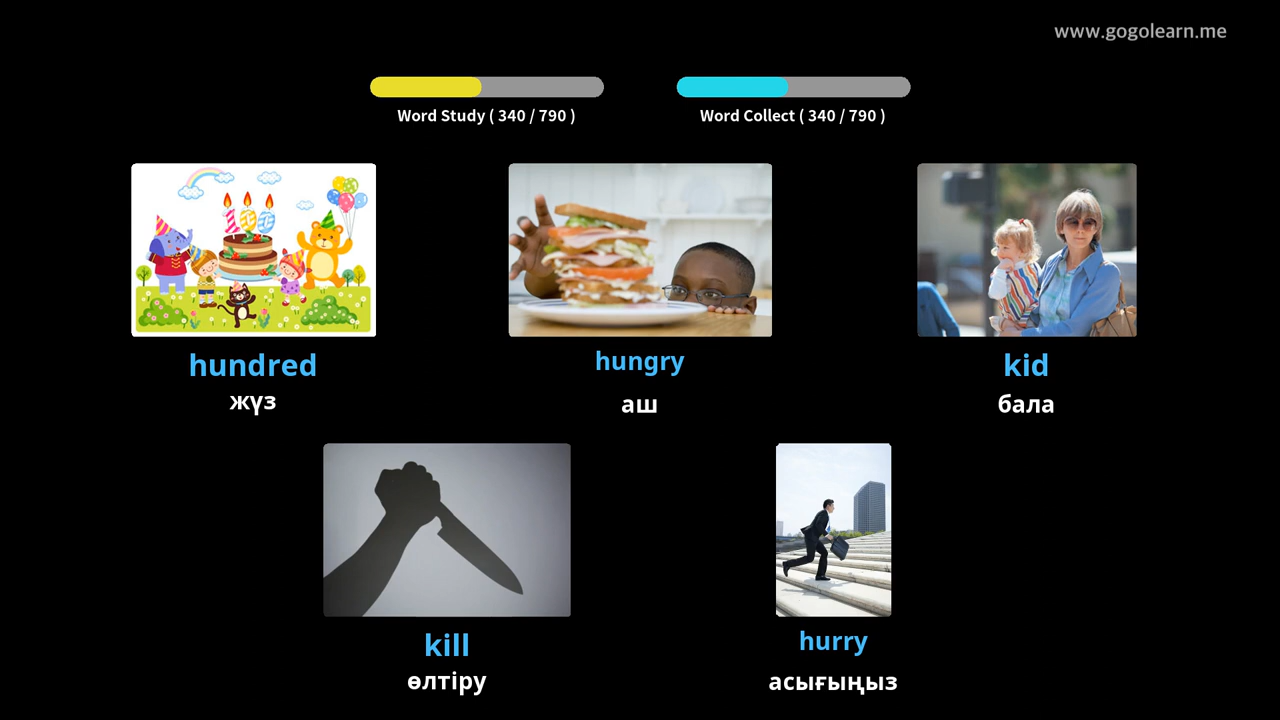 www.gogolearn.me
Word Study ( 340 / 790 )
Word Collect ( 340 / 790 )
100
hundred
жүз
hungry
аш
kid
бала
kill
өлтіру
hurry
асығыңыз